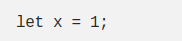 let x = 1;